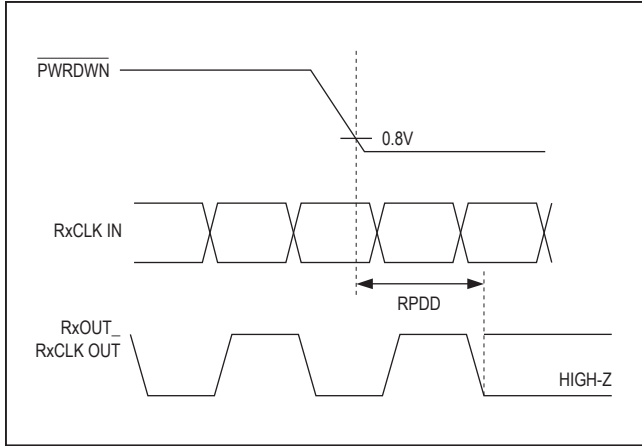 PWRDWN
0.8V
RxCLK IN
RPDD
RxOUT_
RxCLK OUT
HIGH-Z